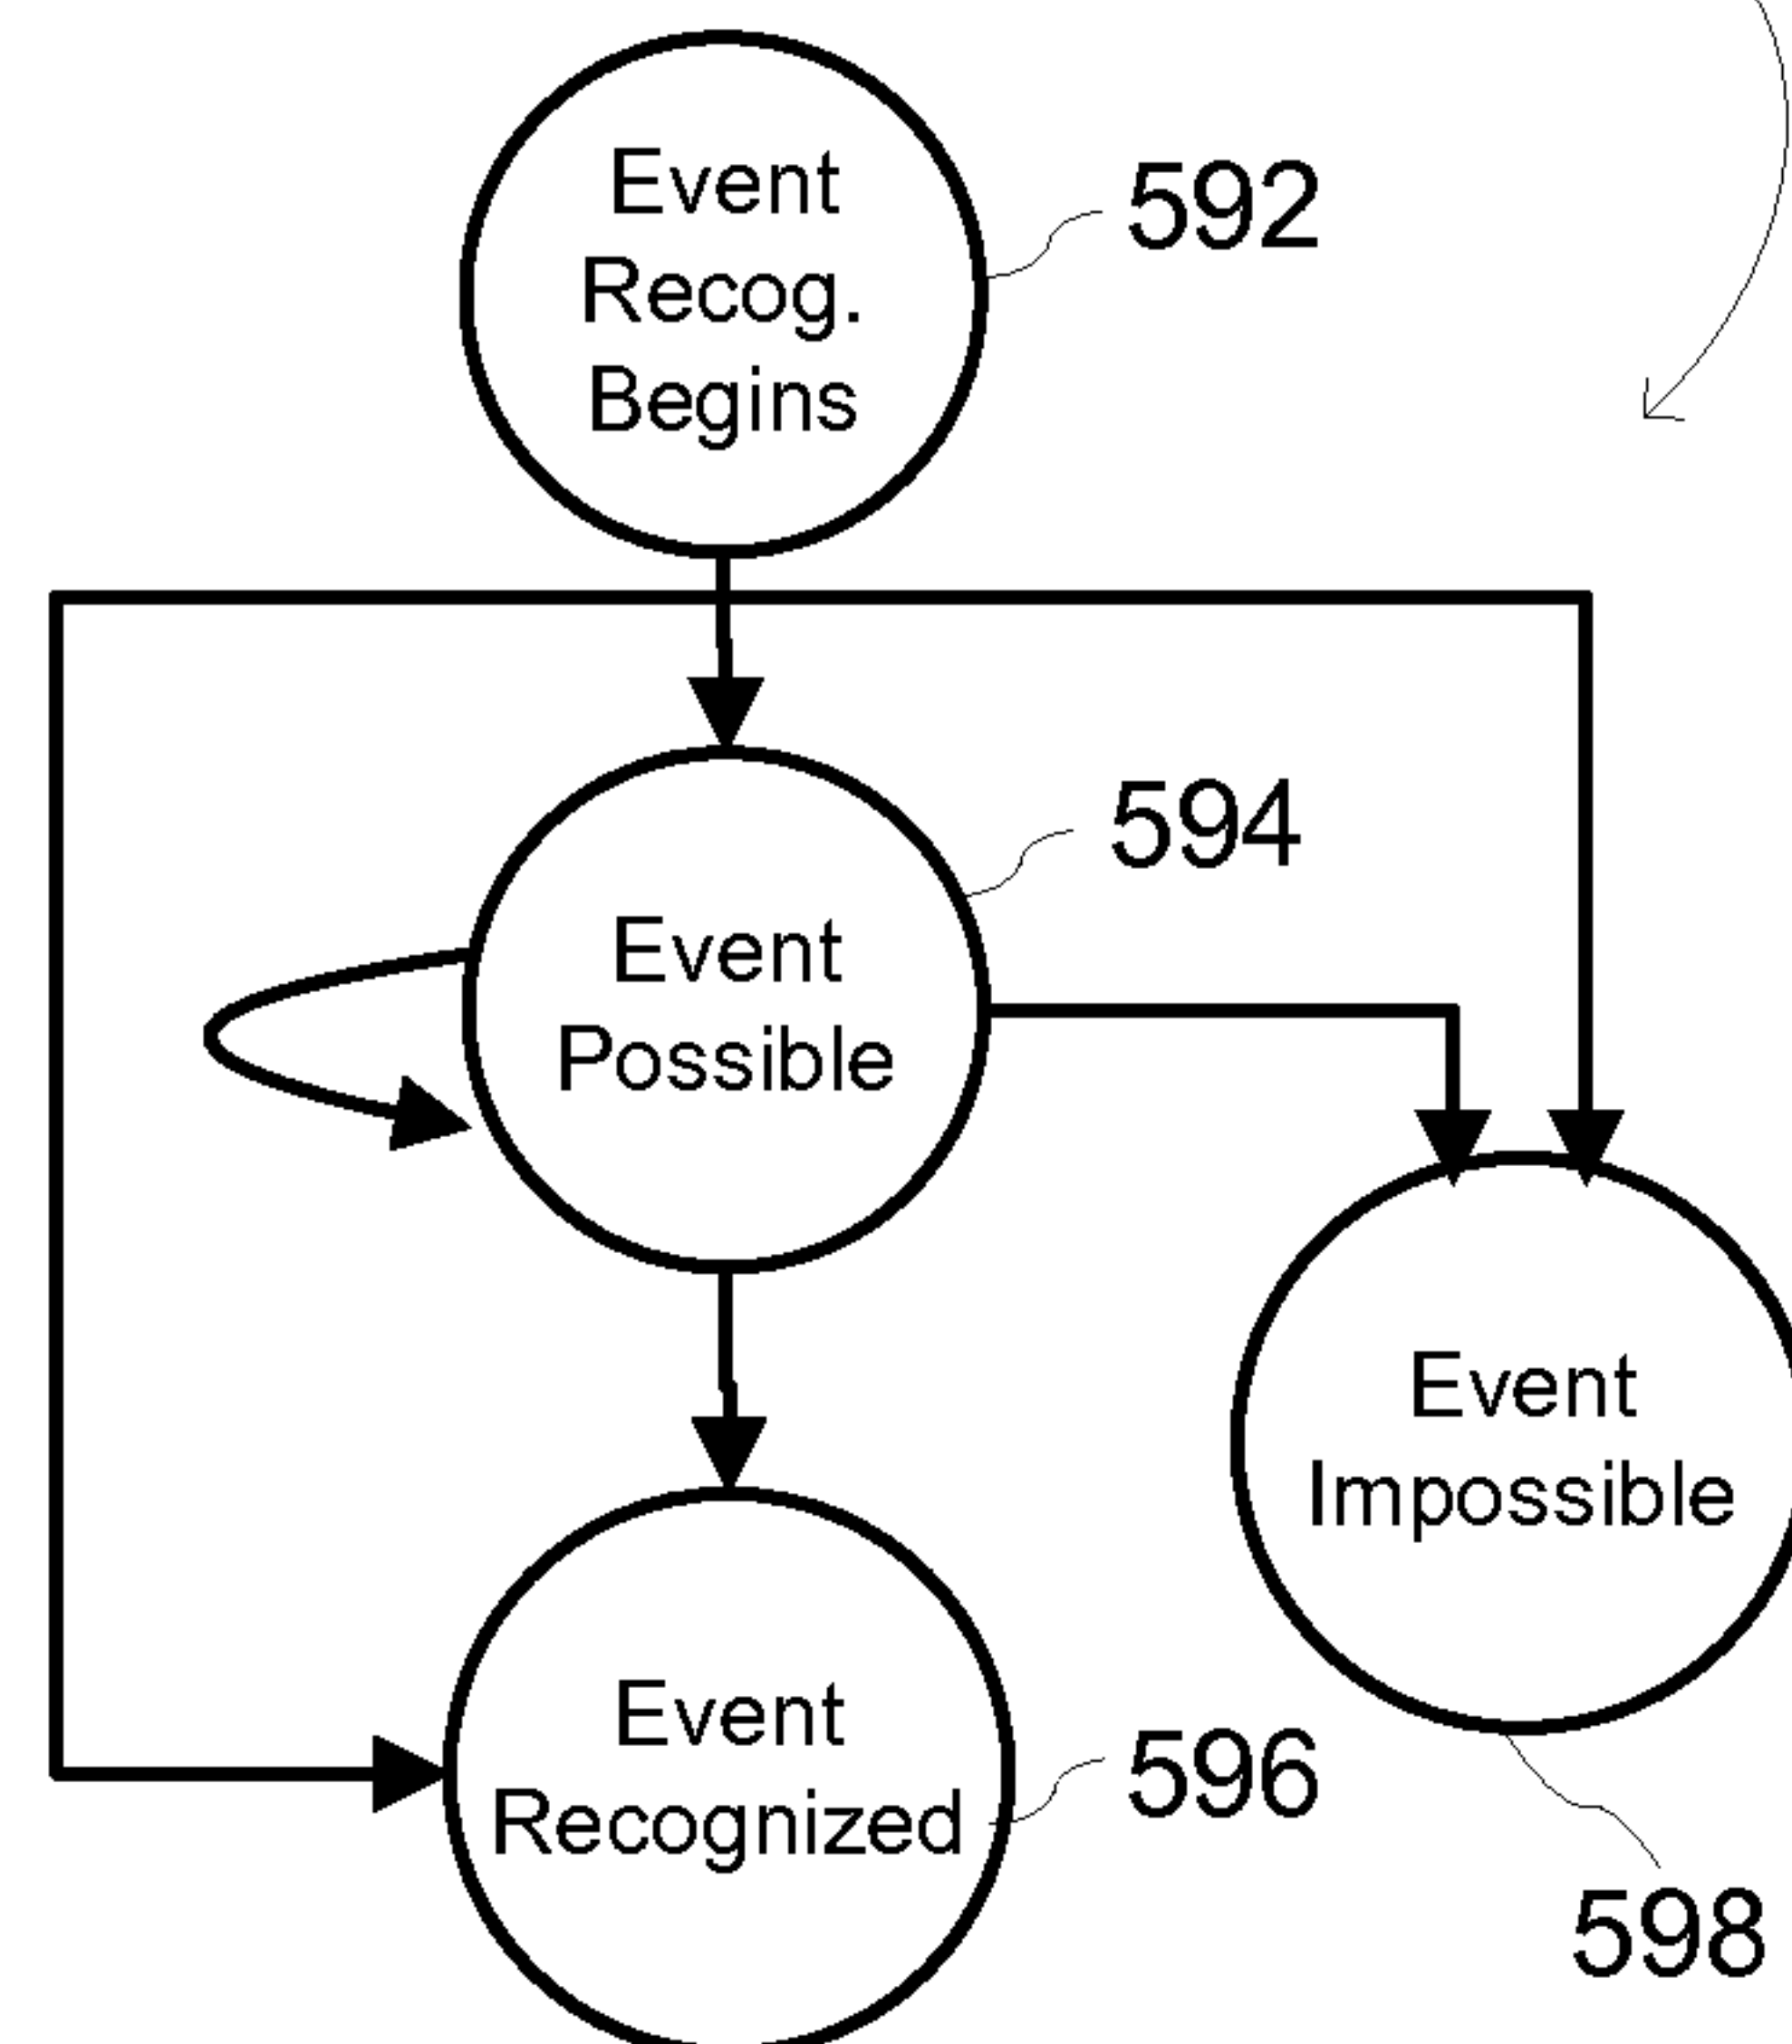 Event
Recog.
Begins
592
594
Event
Possible
Event
Impossible
Event
Recognized
596
598